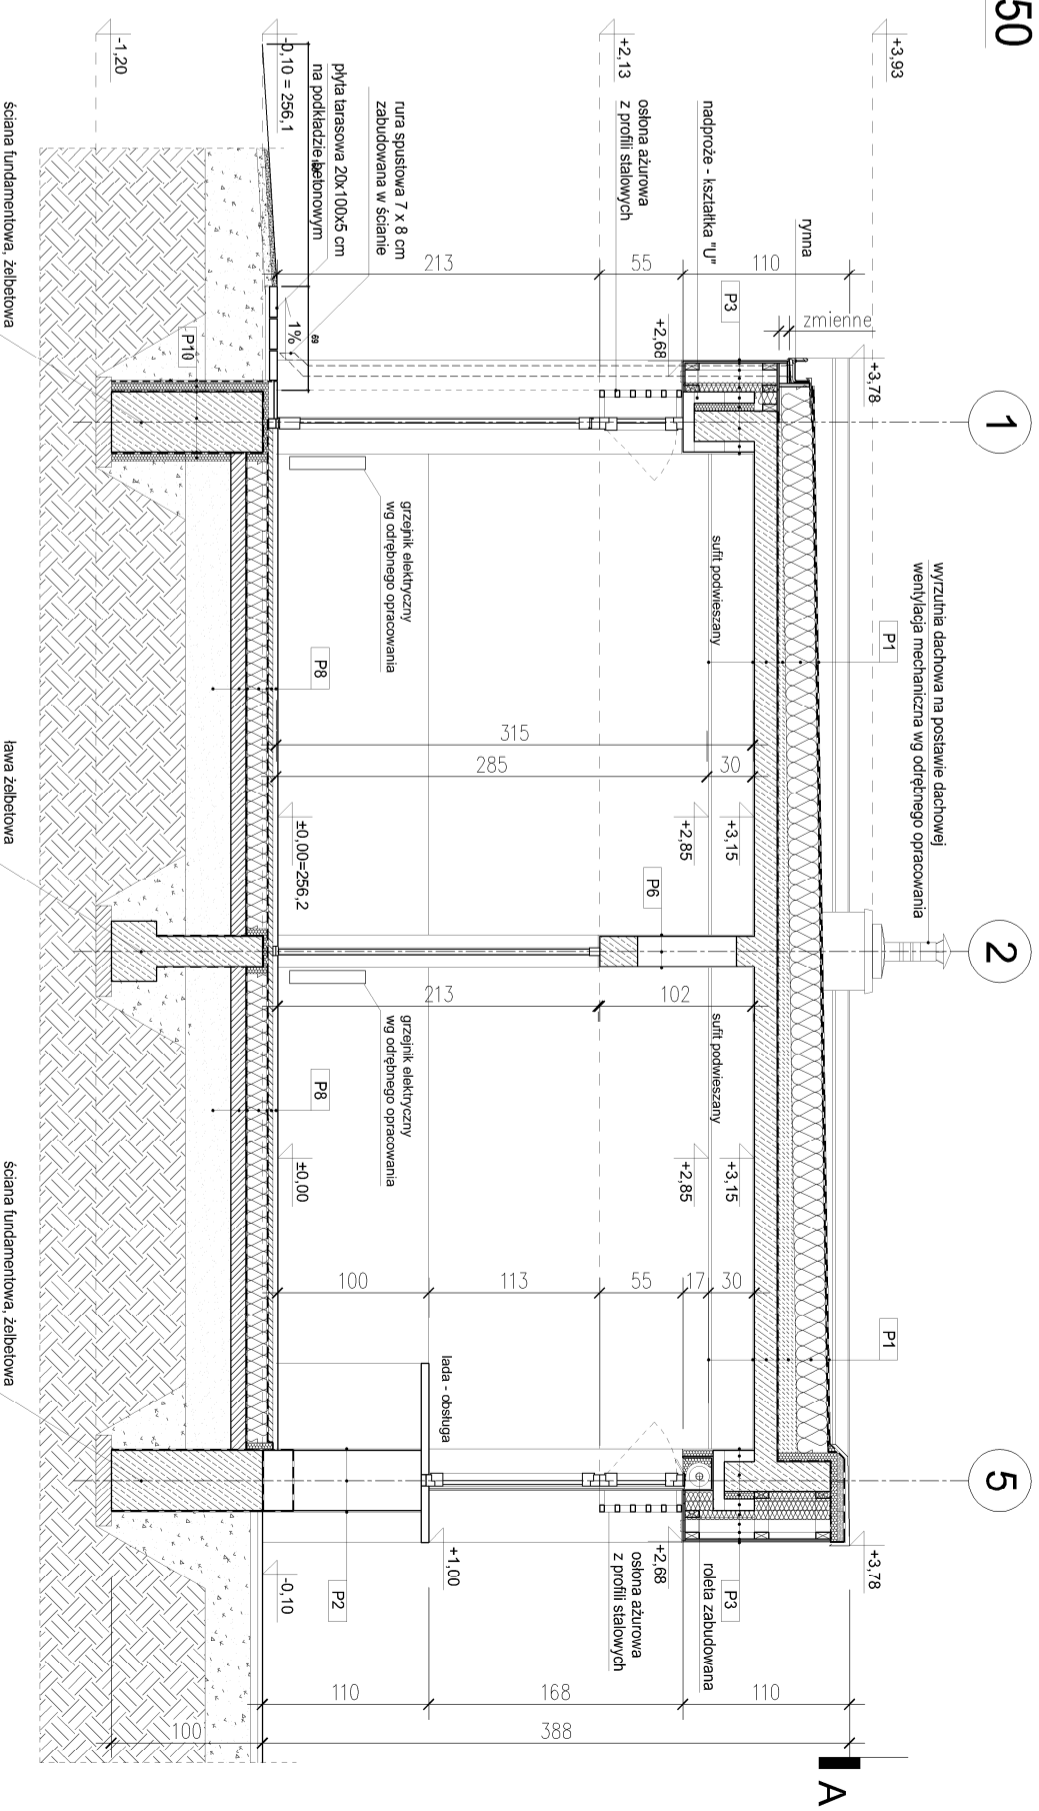 50
1
2
5
+3,93
+2,13
-0,10 = 256,1
-1,20
wyrzutnia dachowa na postawie dachowej
wentylacja mechaniczna wg odrębnego opracowania
rynna
zmienne
+3,78
P1
P1
+3,78
nadproże - kształtka "U"
P3
110
osłona ażurowa
z profili stalowych
+2,68
55
rura spustowa 7 x 8 cm
zabudowana w ścianie
213
płyta tarasowa 20x100x5 cm
na podkładzie betonowym
69
1%
sufit podwieszany
315
285
30
+3,15
+2,85
P6
102
213
sufit podwieszany
+3,15
+2,85
30
17
55
113
100
P3
roleta zabudowana
+2,68
osłona ażurowa
z profili stalowych
lada - obsługa
+1,00
grzejnik elektryczny
wg odrębnego opracowania
grzejnik elektryczny
wg odrębnego opracowania
P8
±0,00=256,2
P8
±0,00
P2
-0,10
P10
110
168
110
388
100
A
ściana fundamentowa, żelbetowa
ława żelbetowa
ściana fundamentowa, żelbetowa